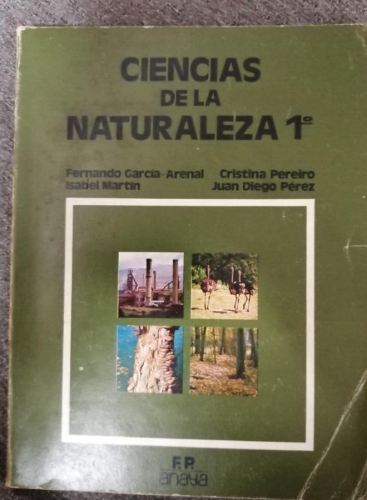 CIENCIAS
DE LA
NATURALEZA 1º
Fernando García-Arenal Cristina Pereiro
Isabel Martín Juan Diego Pérez
F.P.
anaya